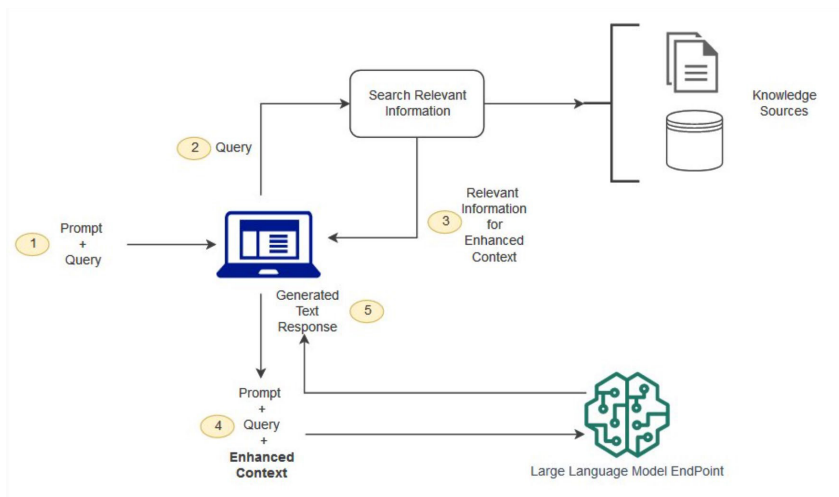 Search Relevant
Information
Knowledge
Sources
2 Query
1
Prompt
+
Query
3
Relevant
Information
for
Enhanced
Context
Generated
Text
Response
5
4
Prompt
+
Query
+
Enhanced
Context
Large Language Model EndPoint